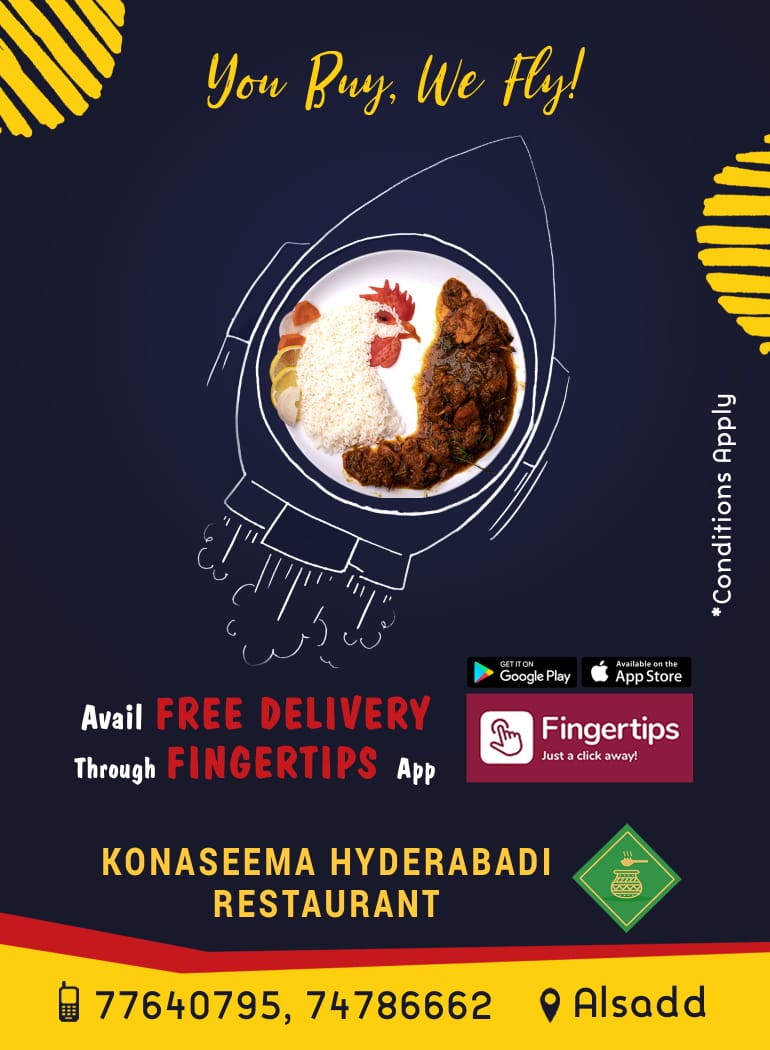 You Buy, We Fly!
*Conditions Apply
GET IT ON
Google Play
Available on the
App Store
Avail FREE DELIVERY
Through FINGERTIPS App
Fingertips
Just a click away!
KONASEEMA HYDERABADI
RESTAURANT
77640795, 74786662
Alsadd